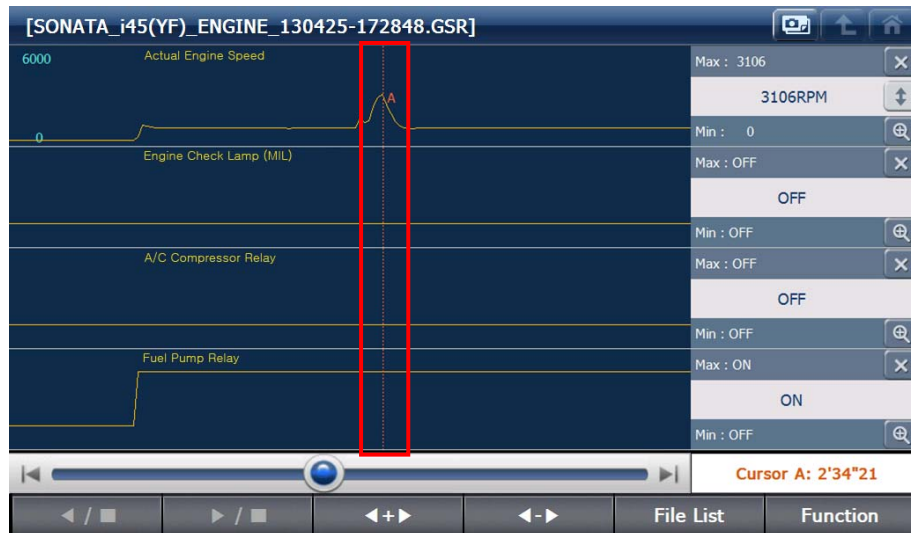 [SONATA_i45(YF)_ENGINE_130425-172848.GSR]
6000
Actual Engine Speed
A
0
Max : 3106
3106RPM
Min : 0
Engine Check Lamp (MIL)
Max : OFF
OFF
Min : OFF
A/C Compressor Relay
Max : OFF
OFF
Min : OFF
Fuel Pump Relay
Max : ON
ON
Min : OFF
Cursor A: 2'34"21
File List
Function